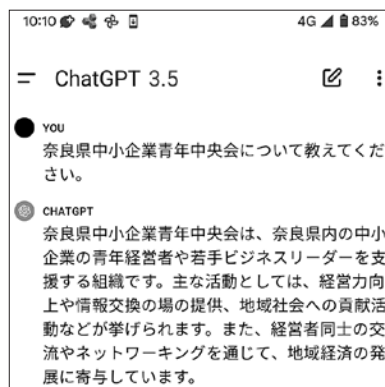 10:10 4G 83%
ChatGPT 3.5
YOU
奈良県中小企業青年中央会について教えてくだ
さい。
CHATGPT
奈良県中小企業青年中央会は、奈良県内の中小
企業の青年経営者や若手ビジネスリーダーを支
援する組織です。主な活動としては、経営力向
上や情報交換の場の提供、地域社会への貢献活
動などが挙げられます。また、経営者同士の交
流やネットワーキングを通じて、地域経済の発
展に寄与しています。